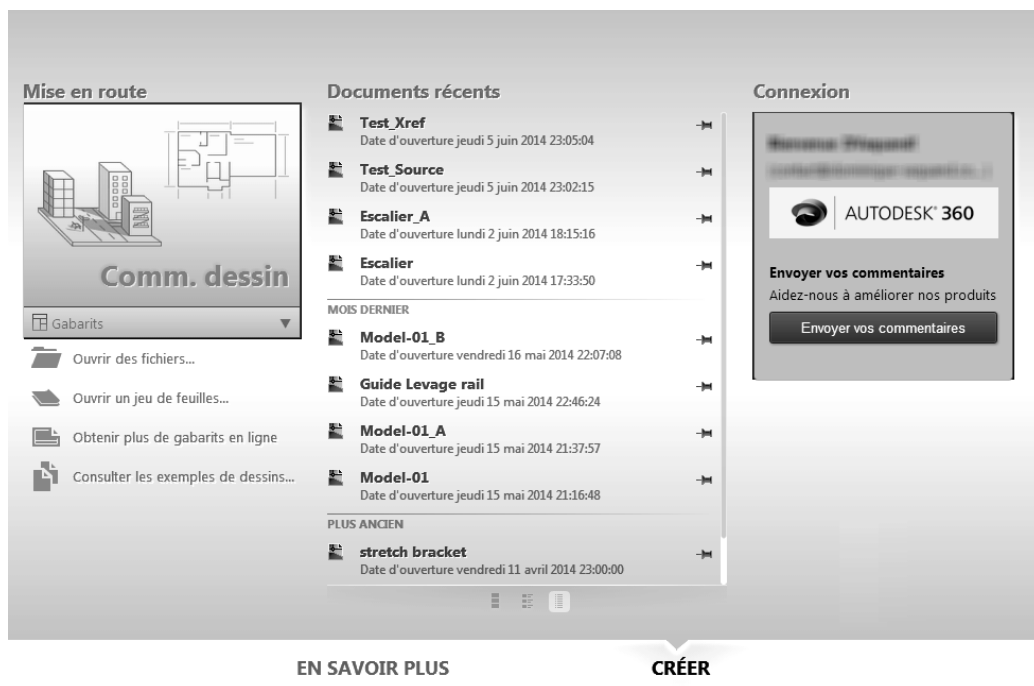 Mise en route
Comm. dessin
Gabarits
Ouvrir des fichiers...
Ouvrir un jeu de feuilles...
Obtenir plus de gabarits en ligne
Consulter les exemples de dessins...
Documents récents
Test_Xref
Date d'ouverture jeudi 5 juin 2014 23:05:04
Test_Source
Date d'ouverture jeudi 5 juin 2014 23:02:15
Escalier_A
Date d'ouverture lundi 2 juin 2014 18:15:16
Escalier
Date d'ouverture lundi 2 juin 2014 17:33:50
MOIS DERNIER
Model-01_B
Date d'ouverture vendredi 16 mai 2014 22:07:08
Guide Levage rail
Date d'ouverture jeudi 15 mai 2014 22:46:24
Model-01_A
Date d'ouverture jeudi 15 mai 2014 21:37:57
Model-01
Date d'ouverture jeudi 15 mai 2014 21:16:48
PLUS ANCIEN
stretch bracket
Date d'ouverture vendredi 11 avril 2014 23:00:00
Connexion
AUTODESK® 360
Envoyer vos commentaires
Aidez-nous à améliorer nos produits
Envoyer vos commentaires
EN SAVOIR PLUS
CRÉER